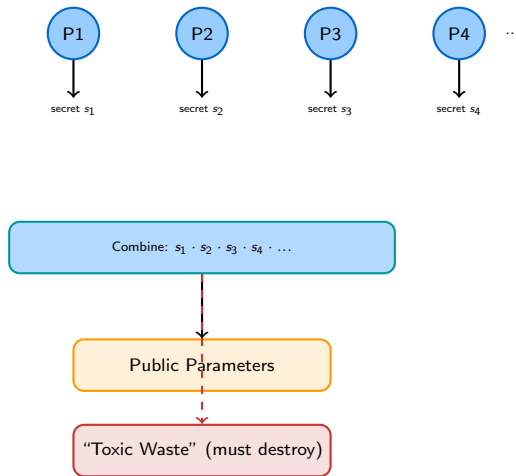 P1 P2 P3 P4 ..
secret s₁ secret s₂ secret s₃ secret s₄
Combine: s₁ · s₂ · s₃ · s₄ · …
Public Parameters
“Toxic Waste” (must destroy)